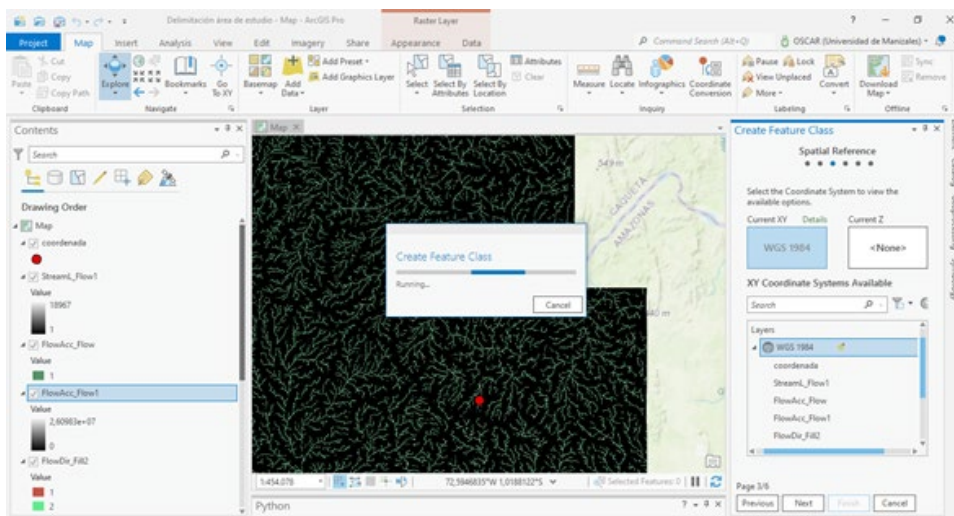 Delimitación área de estudio - Map - ArcGIS Pro
Raster Layer
?
Project Map Insert Analysis View Edit Imagery Share Appearance Data
Command Search (Alt+Q)
OSCAR (Universidad de Manizales)
Paste
Cut
Copy
Copy Path
Clipboard
Explore
Bookmarks
Go To XY
Navigate
Basemap
Add Data
Add Preset
Add Graphics Layer
Layer
Select
Select By Attributes
Select By Location
Attributes
Clear
Selection
Measure
Locate
Infographics
Coordinate Conversion
Inquiry
Pause
Lock
View Unplaced
More
Convert
Labeling
Download Map
Sync
Remove
Offline
Contents
Search
Drawing Order
Map
coordenada
StreamL_Flow1
Value
18967
1
FlowAcc_Flow
Value
1
FlowAcc_Flow1
Value
2,60983e+07
0
FlowDir_Fill2
Value
1
2
Map
549 m
CAQUETA
AMAZONAS
Create Feature Class
Running...
Cancel
1:454.078
72,5946835°W 1,0188122°S
Selected Features: 0
Python
?
Create Feature Class
Spatial Reference
Select the Coordinate System to view the
available options.
Current XY Details Current Z
WGS 1984
<None>
XY Coordinate Systems Available
Search
Layers
WGS 1984
coordenada
StreamL_Flow1
FlowAcc_Flow
FlowAcc_Flow1
FlowDir_Fill2
Page 3/6
Previous Next Finish Cancel